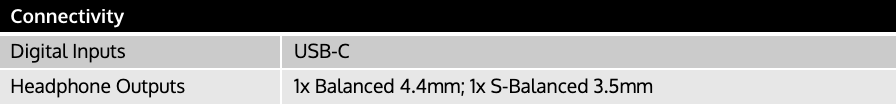 Connectivity
Digital Inputs USB-C
Headphone Outputs 1x Balanced 4.4mm; 1x S-Balanced 3.5mm